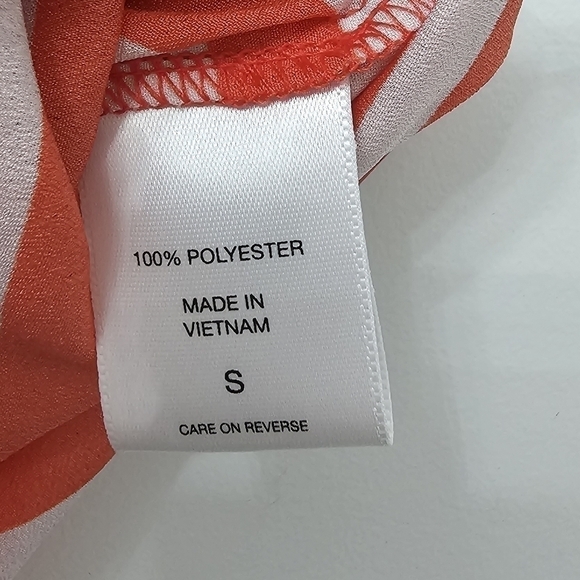 100% POLYESTER
MADE IN
VIETNAM
S
CARE ON REVERSE